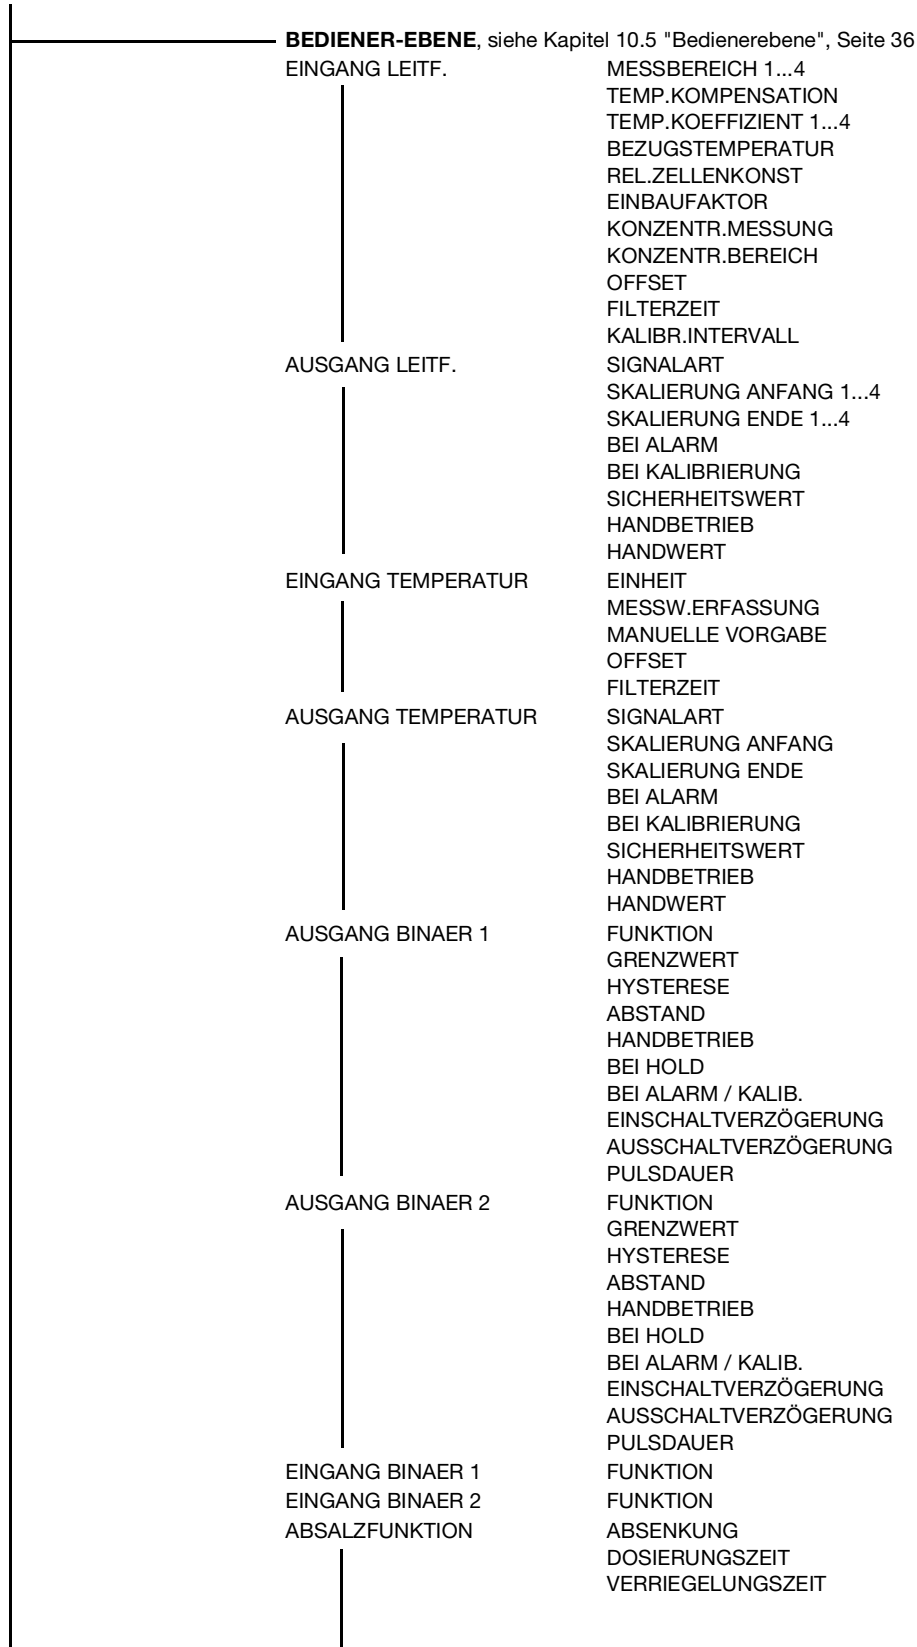 BEDIENER-EBENE, siehe Kapitel 10.5 "Bedienerebene", Seite 36
EINGANG LEITF. MESSBEREICH 1...4
TEMP.KOMPENSATION
TEMP.KOEFFIZIENT 1...4
BEZUGSTEMPERATUR
REL.ZELLENKONST
EINBAUFAKTOR
KONZENTR.MESSUNG
KONZENTR.BEREICH
OFFSET
FILTERZEIT
KALIBR.INTERVALL
AUSGANG LEITF. SIGNALART
SKALIERUNG ANFANG 1...4
SKALIERUNG ENDE 1...4
BEI ALARM
BEI KALIBRIERUNG
SICHERHEITSWERT
HANDBETRIEB
HANDWERT
EINGANG TEMPERATUR EINHEIT
MESSW.ERFASSUNG
MANUELLE VORGABE
OFFSET
FILTERZEIT
AUSGANG TEMPERATUR SIGNALART
SKALIERUNG ANFANG
SKALIERUNG ENDE
BEI ALARM
BEI KALIBRIERUNG
SICHERHEITSWERT
HANDBETRIEB
HANDWERT
AUSGANG BINAER 1 FUNKTION
GRENZWERT
HYSTERESE
ABSTAND
HANDBETRIEB
BEI HOLD
BEI ALARM / KALIB.
EINSCHALTVERZÖGERUNG
AUSSCHALTVERZÖGERUNG
PULSDAUER
AUSGANG BINAER 2 FUNKTION
GRENZWERT
HYSTERESE
ABSTAND
HANDBETRIEB
BEI HOLD
BEI ALARM / KALIB.
EINSCHALTVERZÖGERUNG
AUSSCHALTVERZÖGERUNG
PULSDAUER
EINGANG BINAER 1 FUNKTION
EINGANG BINAER 2 FUNKTION
ABSALZFUNKTION ABSENKUNG
DOSIERUNGSZEIT
VERRIEGELUNGSZEIT